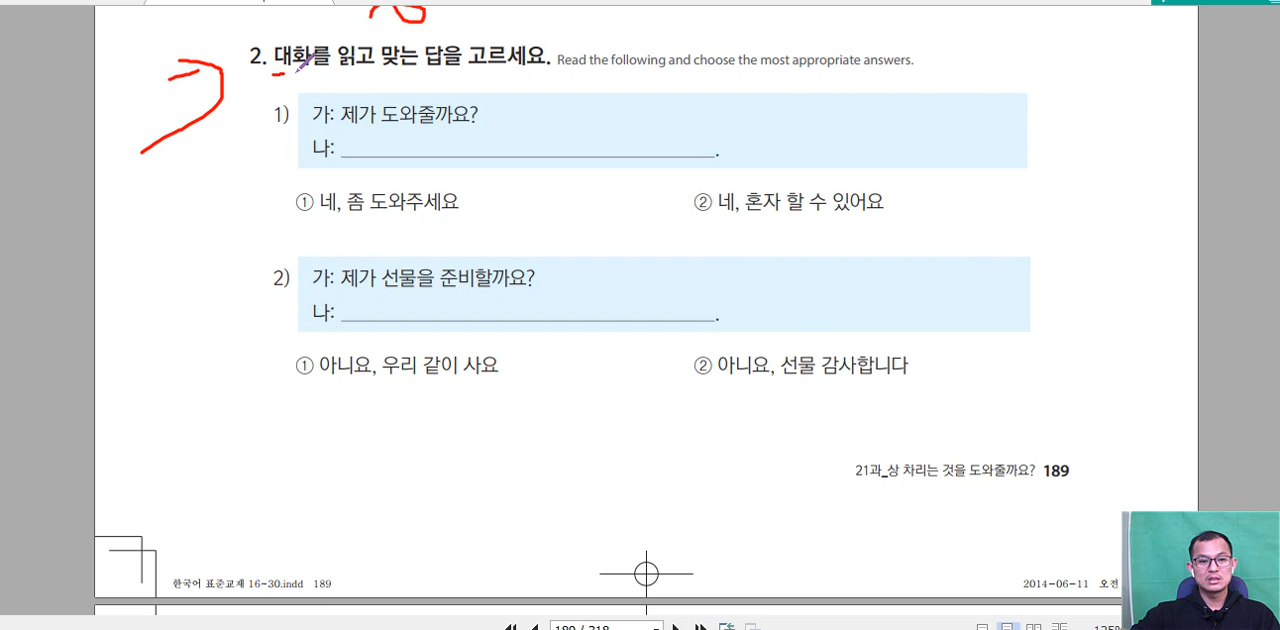 2. 대화를 읽고 맞는 답을 고르세요. Read the following and choose the most appropriate answers.
1) 가: 제가 도와줄까요?
나: ______________________.
① 네, 좀 도와주세요 ② 네, 혼자 할 수 있어요
2) 가: 제가 선물을 준비할까요?
나: ______________________.
① 아니요, 우리 같이 사요 ② 아니요, 선물 감사합니다
21과_상 차리는 것을 도와줄까요? 189
한국어 표준교재 16-30.indd 189 2014-06-11 오전
189 / 218 125%